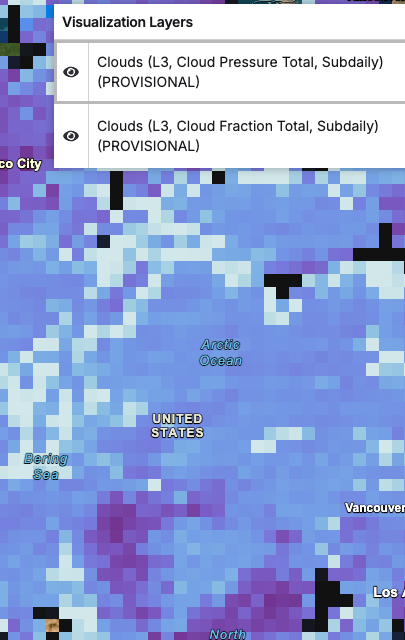 Visualization Layers
Clouds (L3, Cloud Pressure Total, Subdaily)
(PROVISIONAL)
Clouds (L3, Cloud Fraction Total, Subdaily)
(PROVISIONAL)
co City
Arctic
Ocean
UNITED
STATES
Bering
Sea
Vancouver
Los A
North